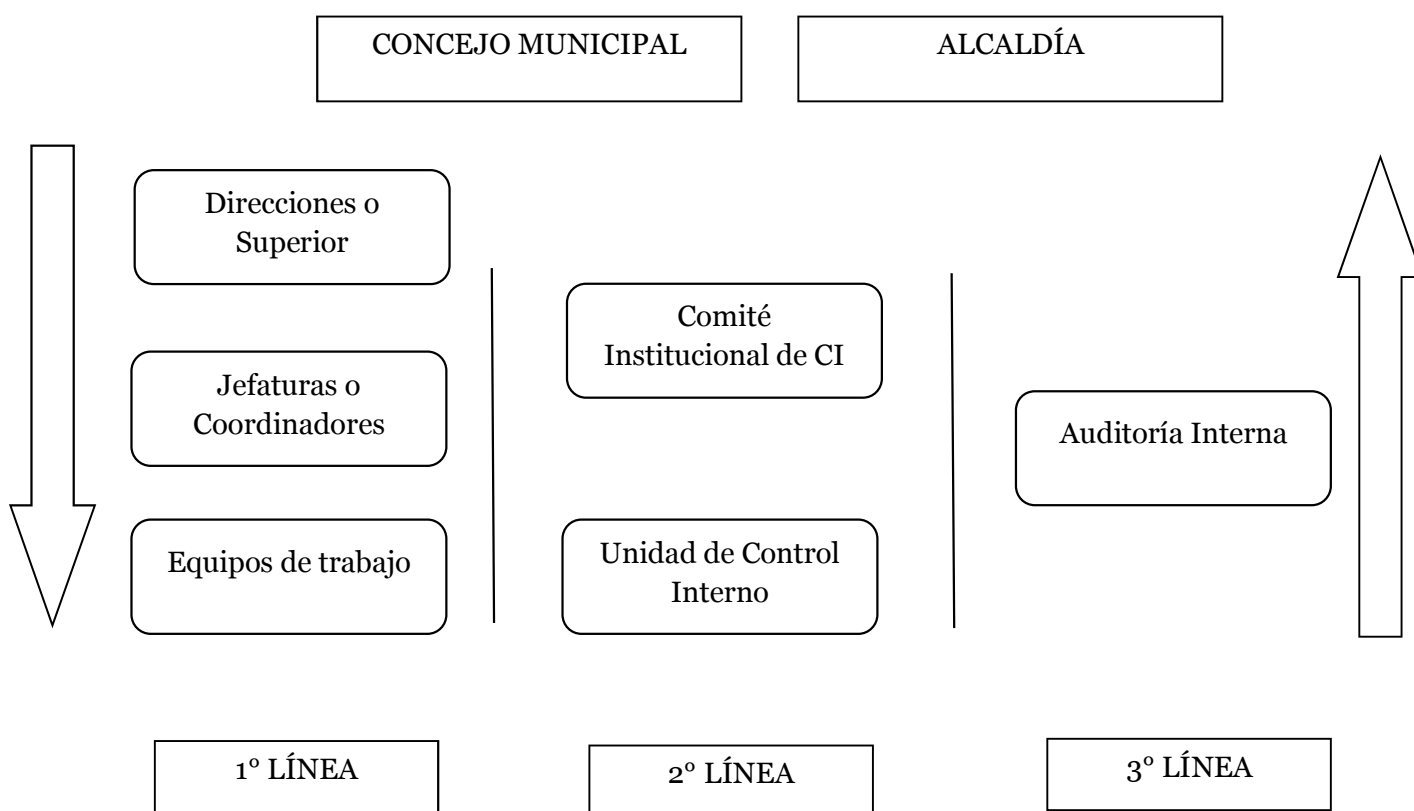 CONCEJO MUNICIPAL
ALCALDÍA
Direcciones o
Superior
Jefaturas o
Coordinadores
Equipos de trabajo
Comité
Institucional de CI
Unidad de Control
Interno
Auditoría Interna
1° LÍNEA
2° LÍNEA
3° LÍNEA